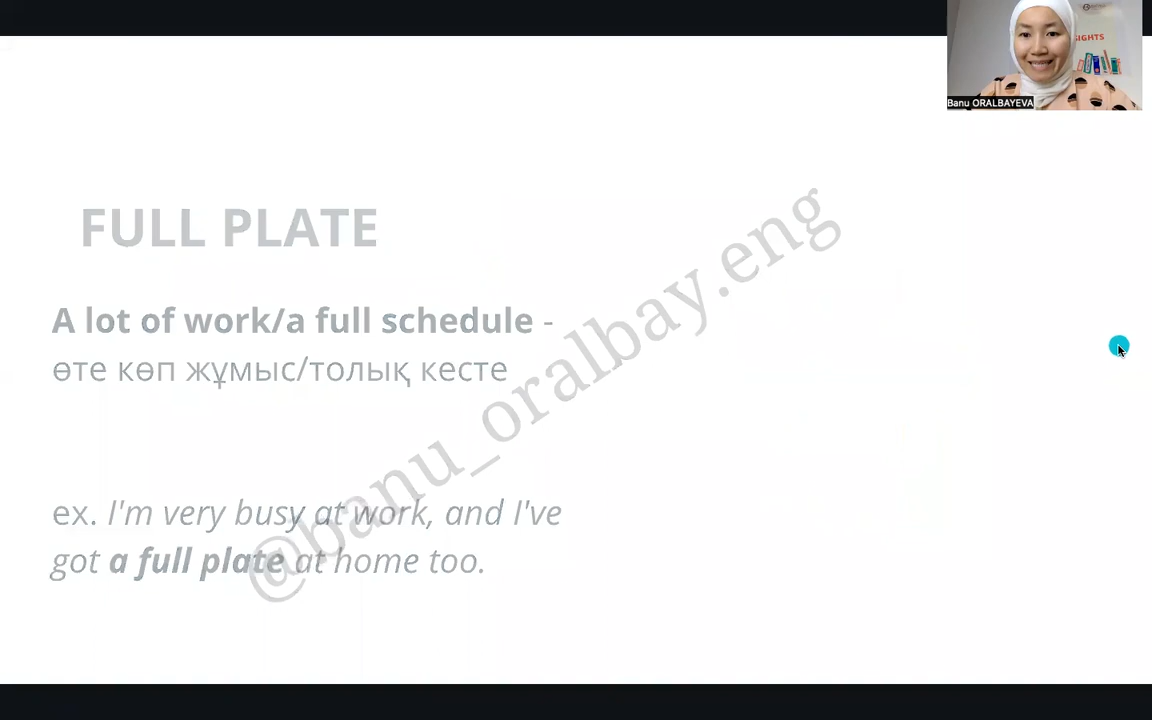 IGHTS
Banu ORALBAYEVA
FULL PLATE
A lot of work/a full schedule -
өте көп жұмыс/толық кесте
ex. I'm very busy at work, and I've
got a full plate at home too.
@banu_oralbay.eng